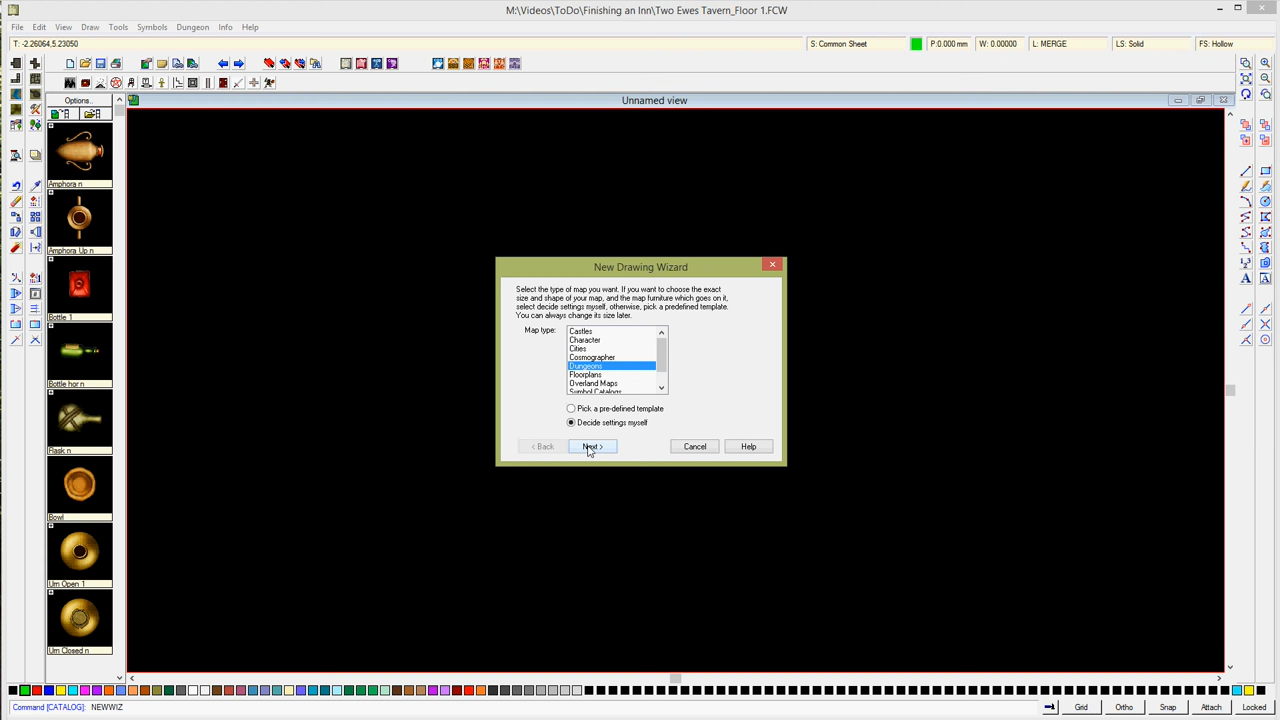 M:\Videos\ToDo\Finishing an Inn\Two Ewes Tavern_Floor 1.FCW
File Edit View Draw Tools Symbols Dungeon Info Help
T: -2.26064,5.23050 S: Common Sheet P:0.000 mm W: 0.00000 L: MERGE LS: Solid FS: Hollow
Options..
Unnamed view
Amphora n
Amphora Up n
Bottle 1
Bottle hor n
Flask n
Bowl
Urn Open 1
Urn Closed n
New Drawing Wizard
Select the type of map you want. If you want to choose the exact
size and shape of your map, and the map furniture which goes on it,
select decide settings myself, otherwise, pick a predefined template.
You can always change its size later.
Map type:
Castles
Character
Cities
Cosmographer
Dungeons
Floorplans
Overland Maps
Symbol Catalogs
Pick a pre-defined template
Decide settings myself
< Back Next > Cancel Help
Command [CATALOG]: NEWWIZ
Grid Ortho Snap Attach Locked